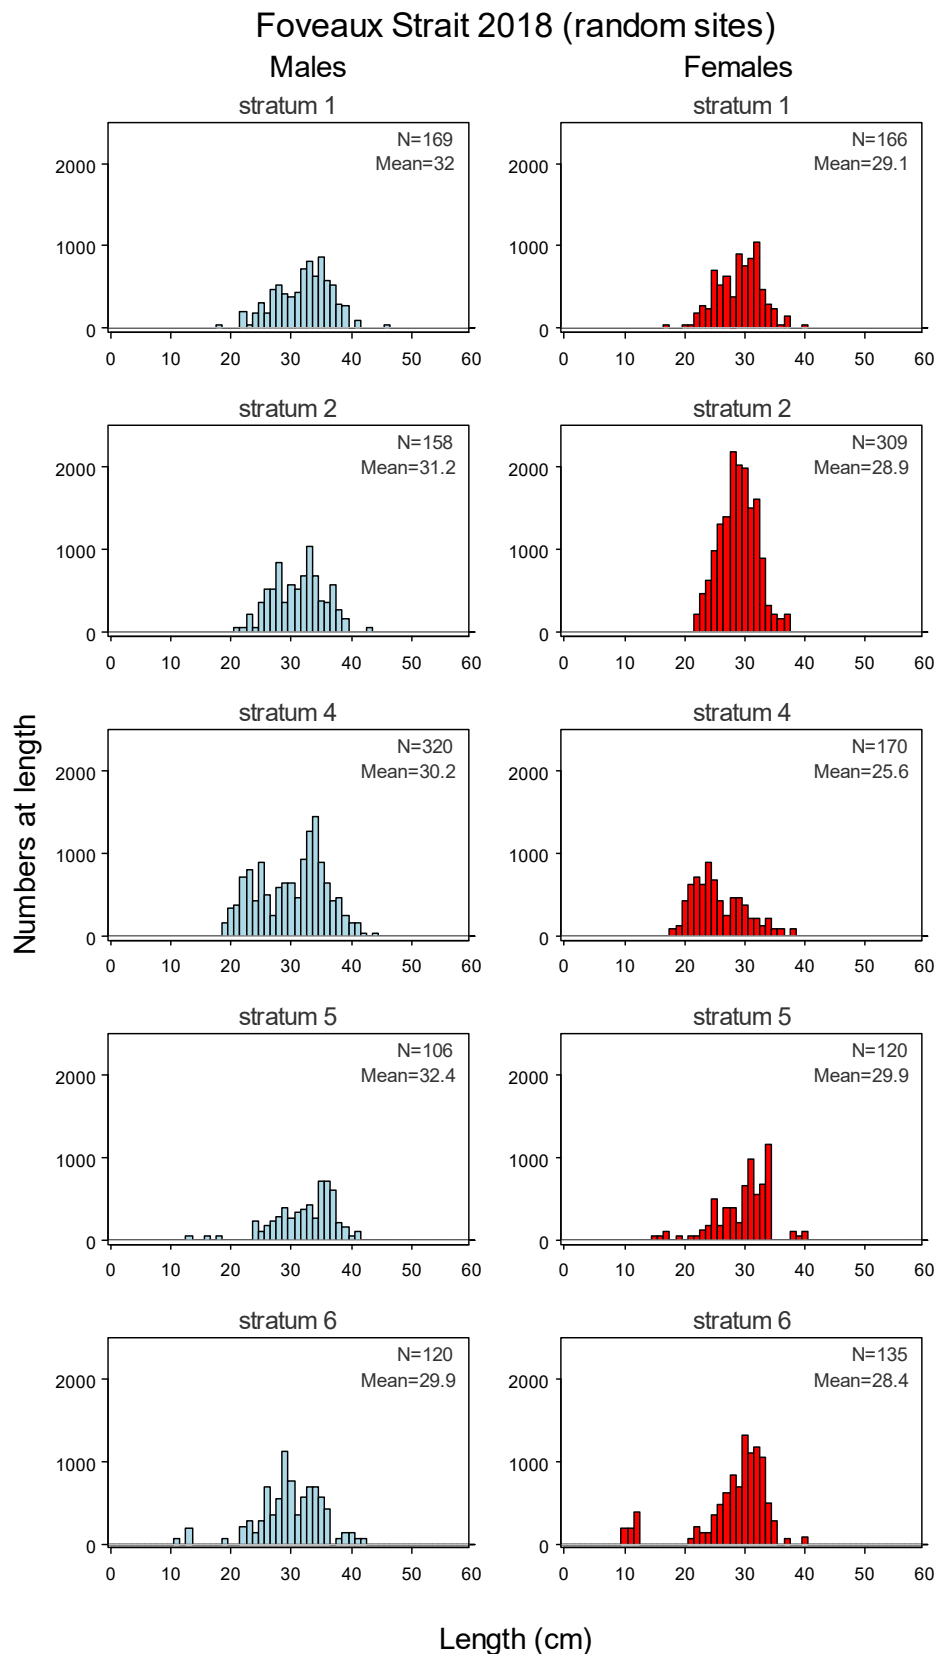 Foveaux Strait 2018 (random sites)
Males Females
stratum 1 stratum 1
N=169 N=166
Mean=32 Mean=29.1
2000 2000
1000 1000
0 0
0 10 20 30 40 50 60 0 10 20 30 40 50 60
stratum 2 stratum 2
N=158 N=309
Mean=31.2 Mean=28.9
2000 2000
1000 1000
0 0
0 10 20 30 40 50 60 0 10 20 30 40 50 60
stratum 4 stratum 4
N=320 N=170
Mean=30.2 Mean=25.6
2000 2000
1000 1000
0 0
0 10 20 30 40 50 60 0 10 20 30 40 50 60
Numbers at length
stratum 5 stratum 5
N=106 N=120
Mean=32.4 Mean=29.9
2000 2000
1000 1000
0 0
0 10 20 30 40 50 60 0 10 20 30 40 50 60
stratum 6 stratum 6
N=120 N=135
Mean=29.9 Mean=28.4
2000 2000
1000 1000
0 0
0 10 20 30 40 50 60 0 10 20 30 40 50 60
Length (cm)